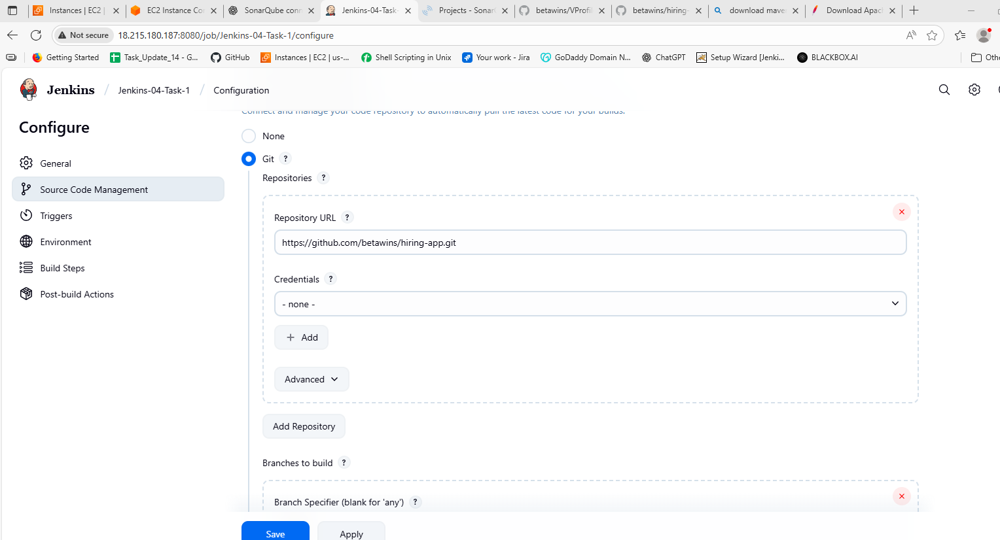 Instances | EC2 |
EC2 Instance Cor
SonarQube conn
Jenkins-04-Task-
Projects - Sonar
betawins/VProfil
betawins/hiring-
download maver
Download Apac
Not secure
18.215.180.187:8080/job/Jenkins-04-Task-1/configure
Getting Started
Task_Update_14 - G...
GitHub
Instances | EC2 | us-...
Shell Scripting in Unix
Your work - Jira
GoDaddy Domain N...
ChatGPT
Setup Wizard [Jenki...
BLACKBOX.AI
Othe
Jenkins / Jenkins-04-Task-1 / Configuration
Configure
General
Source Code Management
Triggers
Environment
Build Steps
Post-build Actions
Connect and manage your code repository to automatically pull the latest code for your builds.
None
Git ?
Repositories ?
Repository URL ?
https://github.com/betawins/hiring-app.git
Credentials ?
- none -
+ Add
Advanced
Add Repository
Branches to build ?
Branch Specifier (blank for 'any') ?
Save
Apply